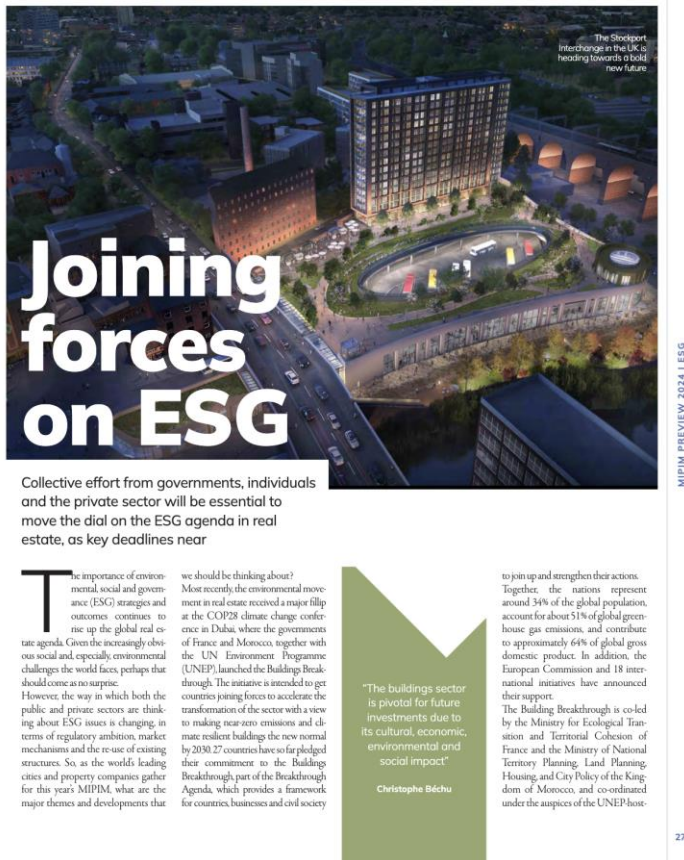 The Stockport
Interchange in the UK is
heading towards a bold
new future
Joining
forces
on ESG
Collective effort from governments, individuals
and the private sector will be essential to
move the dial on the ESG agenda in real
estate, as key deadlines near
The importance of environ-
mental, social and govern-
ance (ESG) strategies and
outcomes continues to
rise up the global real es-
tate agenda. Given the increasingly obvi-
ous social and, especially, environmental
challenges the world faces, perhaps that
should come as no surprise.
However, the way in which both the
public and private sectors are think-
ing about ESG issues is changing, in
terms of regulatory ambition, market
mechanisms and the re-use of existing
structures. So, as the world's leading
cities and property companies gather
for this year's MIPIM, what are the
major themes and developments that
we should be thinking about?
Most recently, the environmental move-
ment in real estate received a major fillip
at the COP28 climate change confer-
ence in Dubai, where the governments
of France and Morocco, together with
the UN Environment Programme
(UNEP), launched the Buildings Break-
through. The initiative is intended to get
countries joining forces to accelerate the
transformation of the sector with a view
to making near-zero emissions and cli-
mate resilient buildings the new normal
by 2030. 27 countries have so far pledged
their commitment to the Buildings
Breakthrough, part of the Breakthrough
Agenda, which provides a framework
for countries, businesses and civil society
"The buildings sector
is pivotal for future
investments due to
its cultural, economic,
environmental and
social impact"
Christophe Béchu
to join up and strengthen their actions.
Together, the nations represent
around 34% of the global population,
account for about 51% of global green-
house gas emissions, and contribute
to approximately 64% of global gross
domestic product. In addition, the
European Commission and 18 inter-
national initiatives have announced
their support.
The Building Breakthrough is co-led
by the Ministry for Ecological Tran-
sition and Territorial Cohesion of
France and the Ministry of National
Territory Planning, Land Planning,
Housing, and City Policy of the King-
dom of Morocco, and co-ordinated
under the auspices of the UNEP-host-
MIPIM PREVIEW 2024 I ESG
27